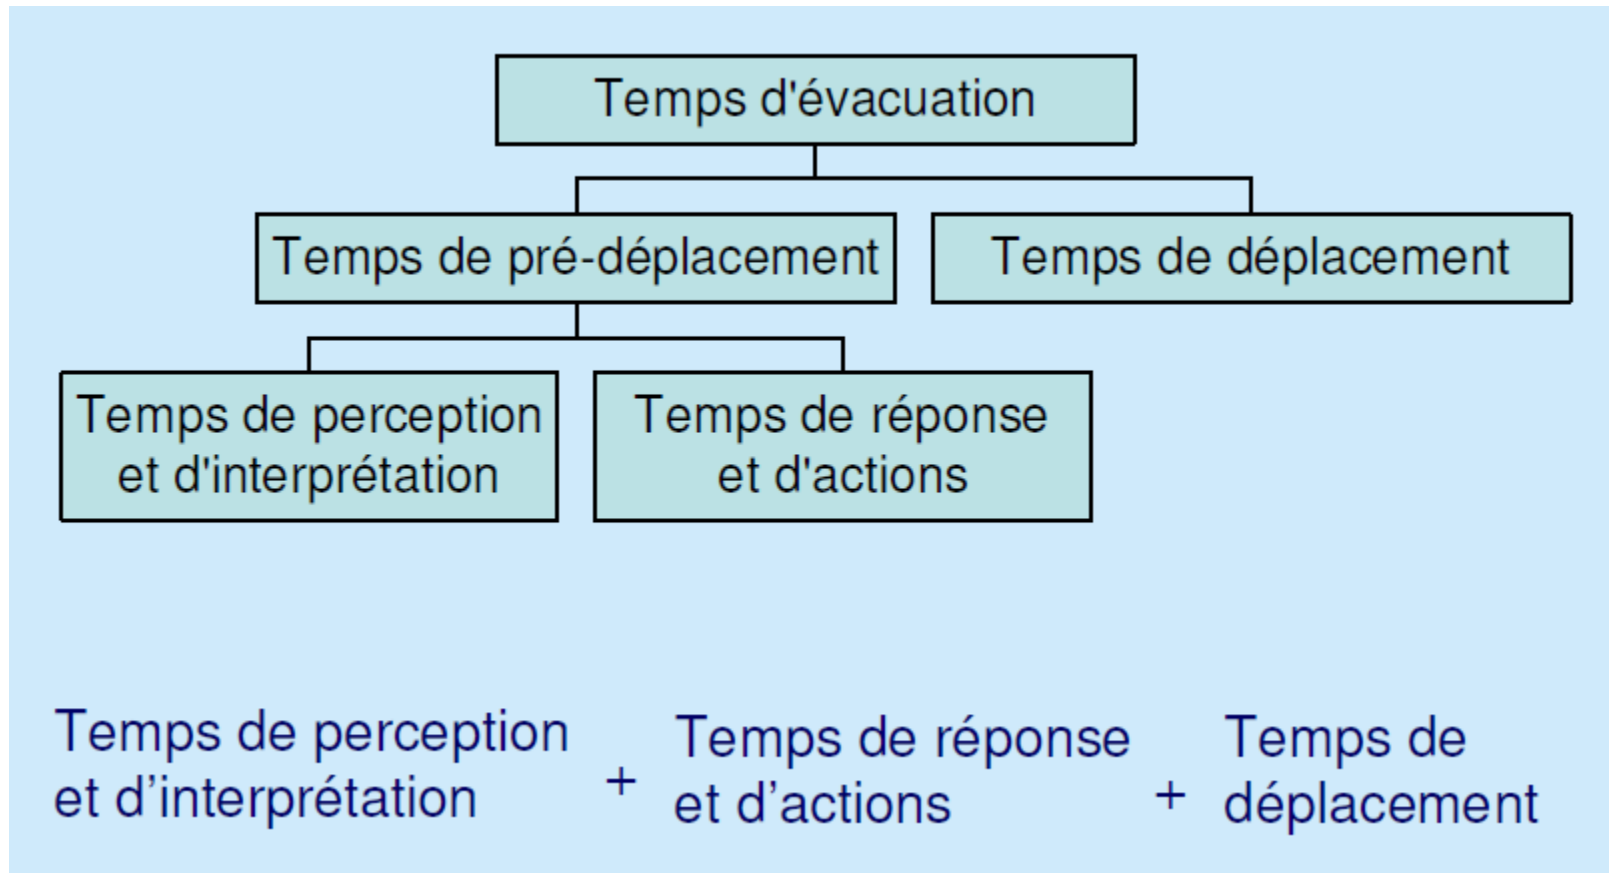 Temps d'évacuation
Temps de pré-déplacement
Temps de déplacement
Temps de perception
et d'interprétation
Temps de réponse
et d'actions
Temps de perception
et d’interprétation
+
Temps de réponse
et d’actions
+
Temps de
déplacement